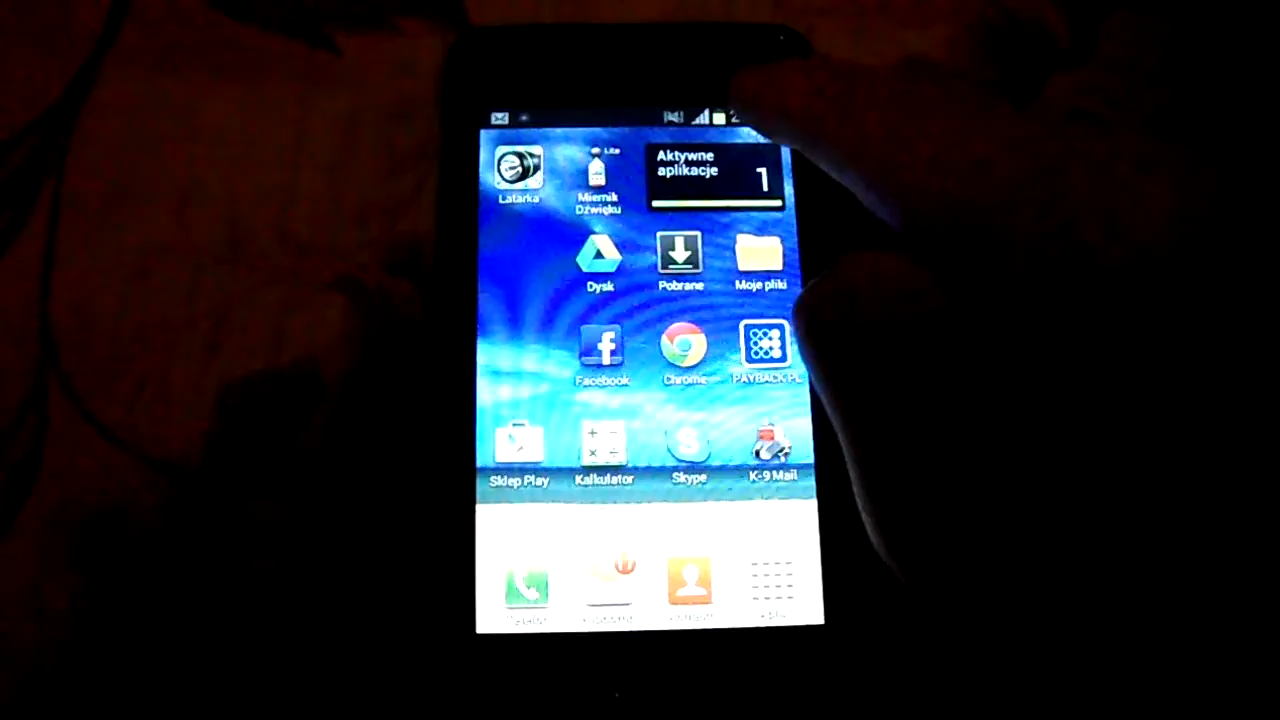 2
Lite
Latarka
Miernik
Dźwięku
Aktywne
aplikacje
1
Dysk
Pobrane
Moje pliki
Facebook
Chrome
PAYBACK PL
Sklep Play
Kalkulator
Skype
K-9 Mail